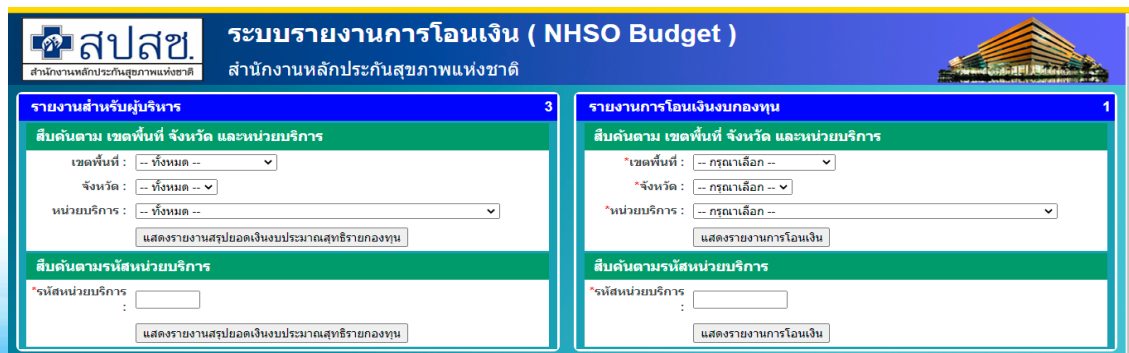 สปสช.
สำนักงานหลักประกันสุขภาพแห่งชาติ
ระบบรายงานการโอนเงิน ( NHSO Budget )
สำนักงานหลักประกันสุขภาพแห่งชาติ
รายงานสำหรับผู้บริหาร 3
สืบค้นตาม เขตพื้นที่ จังหวัด และหน่วยบริการ
เขตพื้นที่ : -- ทั้งหมด --
จังหวัด : -- ทั้งหมด --
หน่วยบริการ : -- ทั้งหมด --
แสดงรายงานสรุปยอดเงินงบประมาณสุทธิรายกองทุน
สืบค้นตามรหัสหน่วยบริการ
*รหัสหน่วยบริการ
:
แสดงรายงานสรุปยอดเงินงบประมาณสุทธิรายกองทุน
รายงานการโอนเงินงบกองทุน 1
สืบค้นตาม เขตพื้นที่ จังหวัด และหน่วยบริการ
*เขตพื้นที่ : -- กรุณาเลือก --
*จังหวัด : -- กรุณาเลือก --
*หน่วยบริการ : -- กรุณาเลือก --
แสดงรายงานการโอนเงิน
สืบค้นตามรหัสหน่วยบริการ
*รหัสหน่วยบริการ
:
แสดงรายงานการโอนเงิน